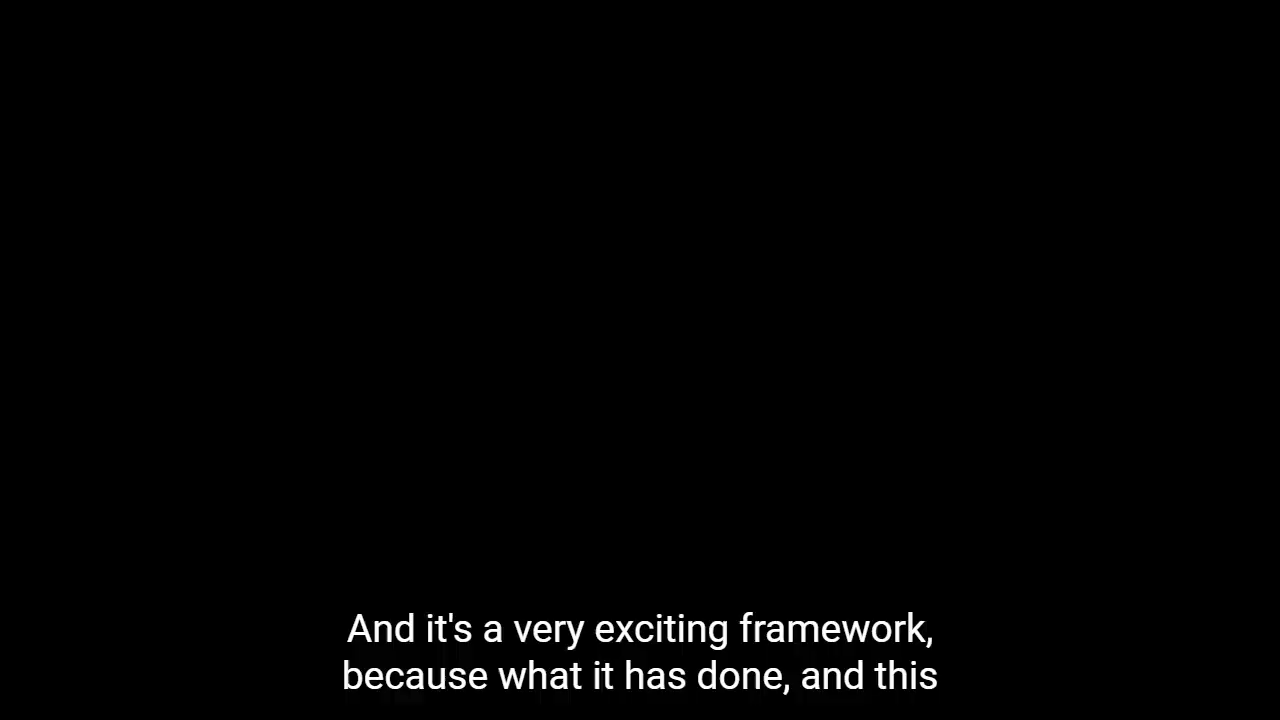 And it's a very exciting framework,
because what it has done, and this